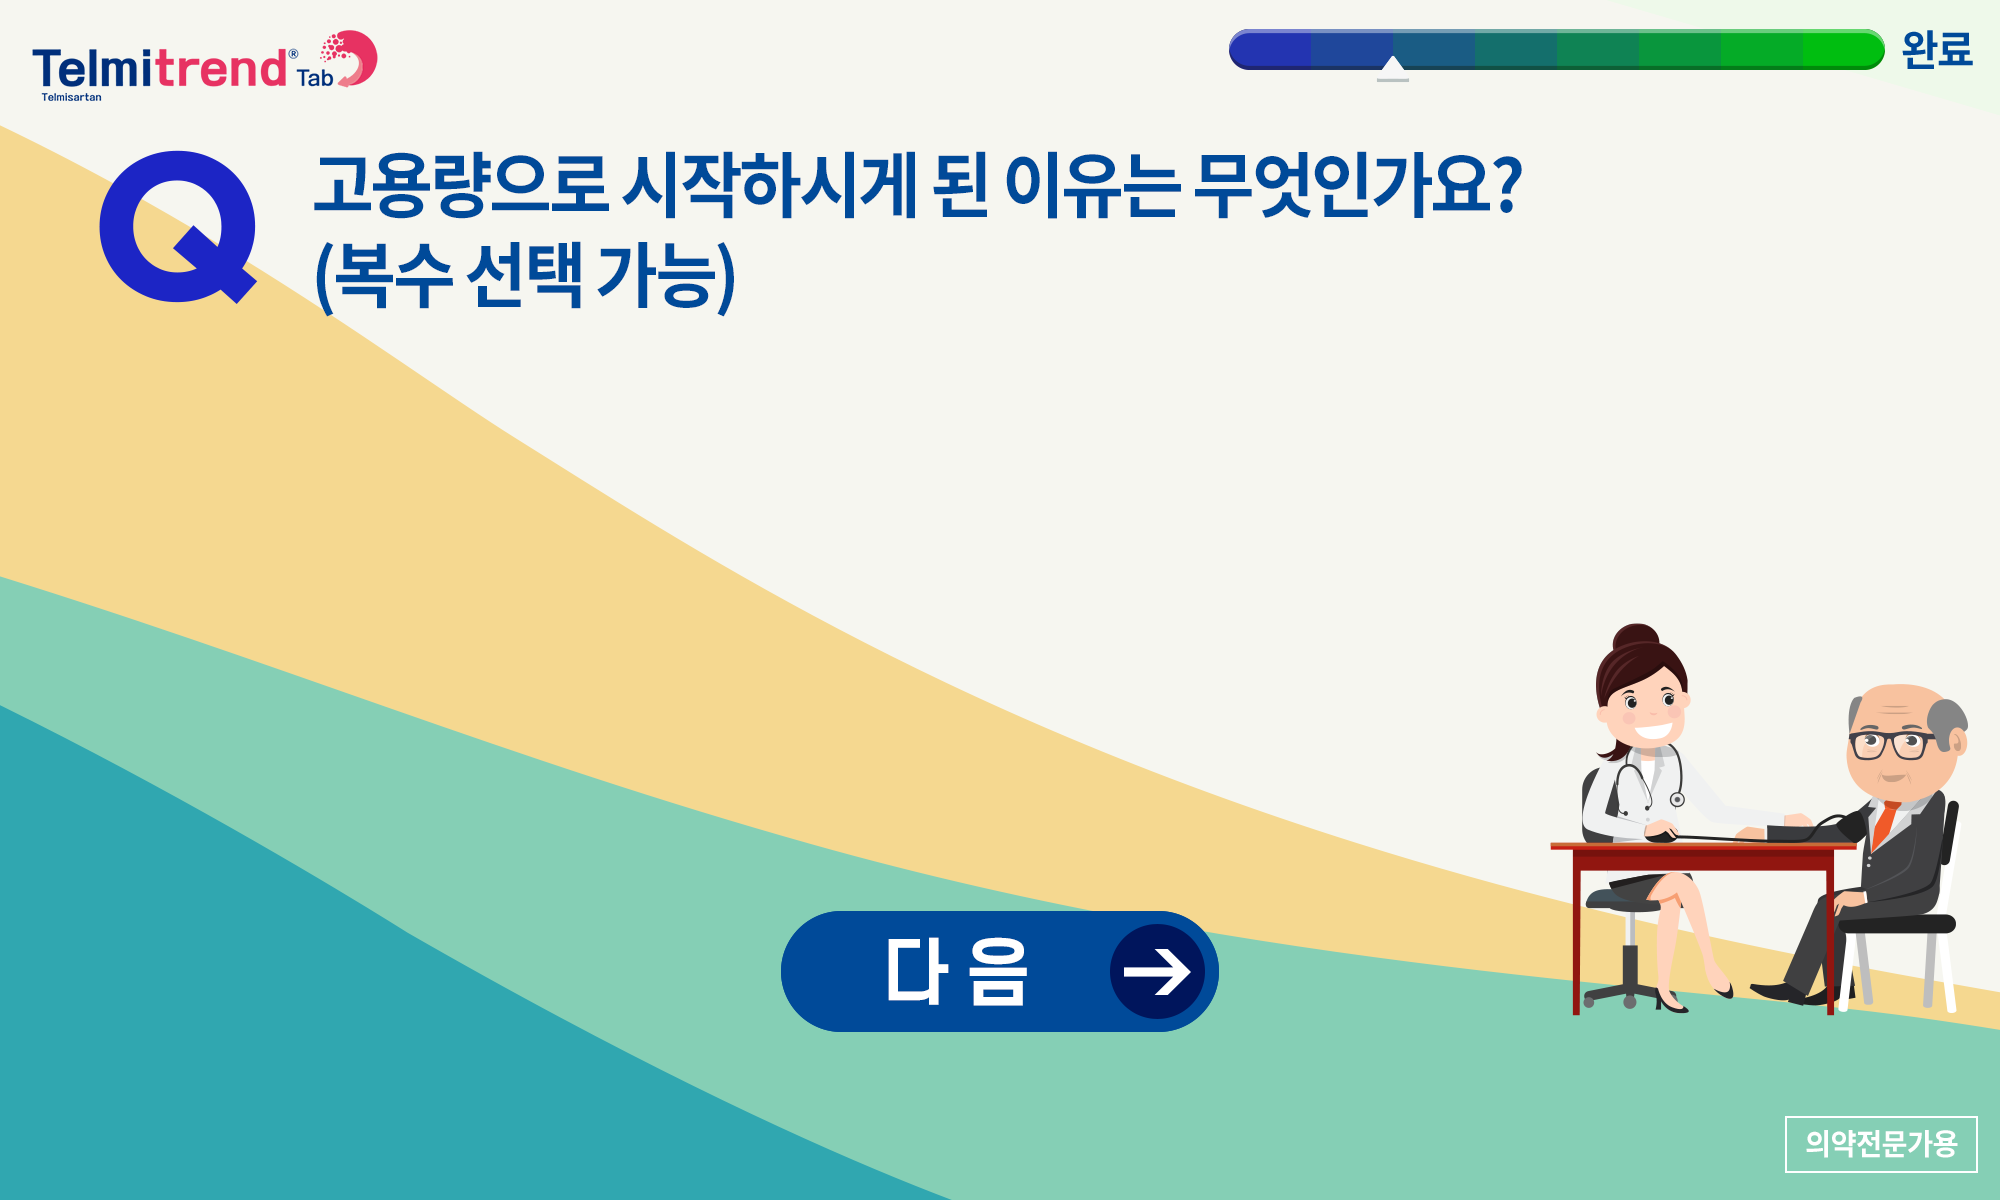 Telmitrend® Tab
Telmisartan
완료
Q
고용량으로 시작하시게 된 이유는 무엇인가요?
(복수 선택 가능)
다음
의약전문가용